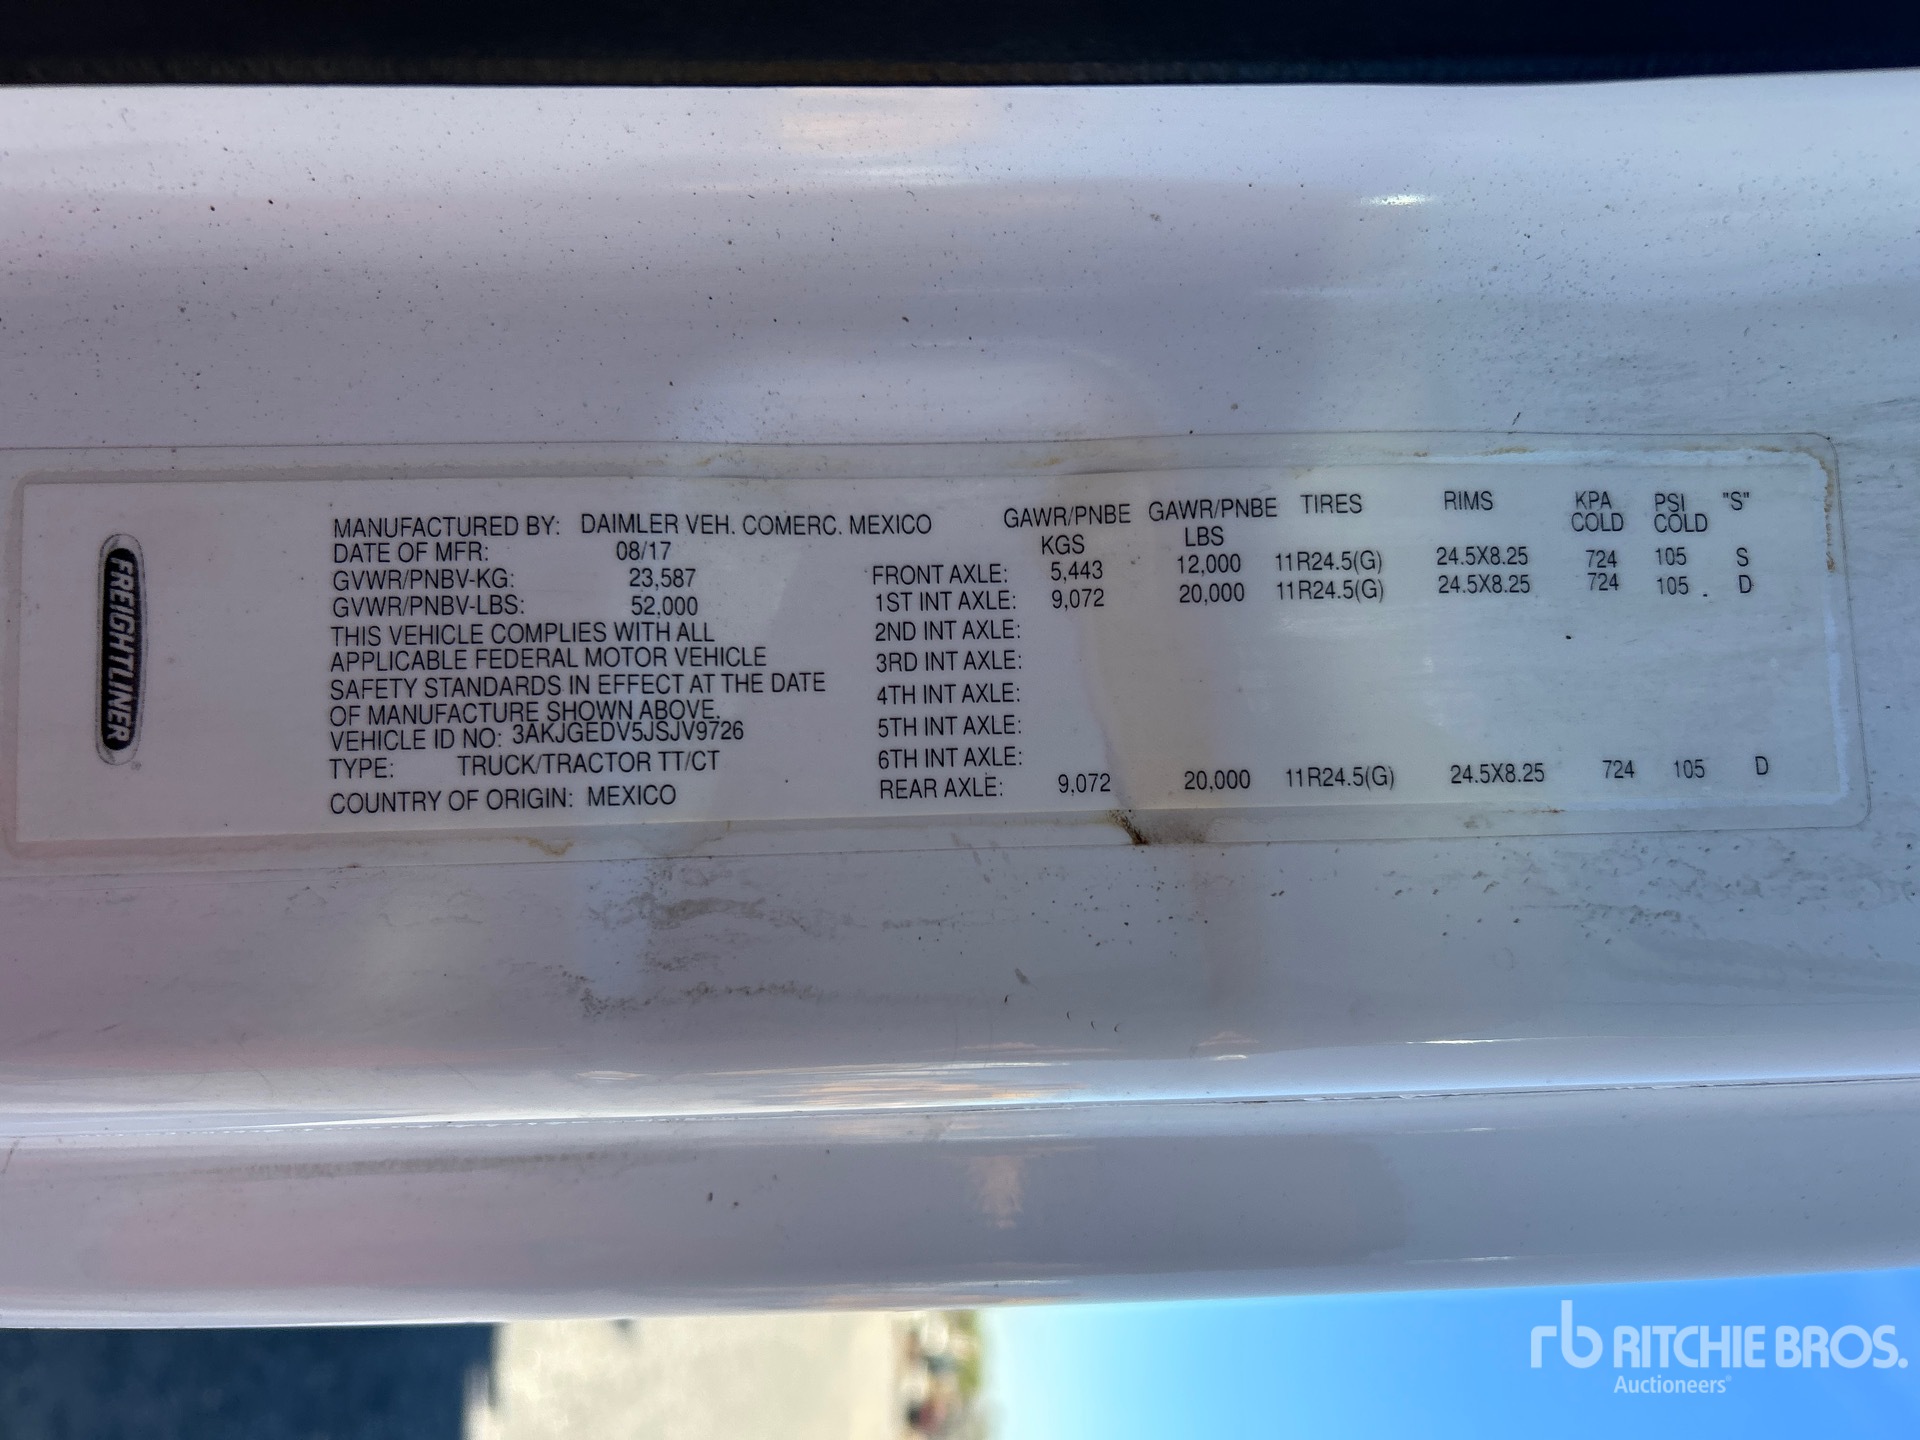 FREIGHTLINER
MANUFACTURED BY: DAIMLER VEH. COMERC. MEXICO
DATE OF MFR: 08/17
GVWR/PNBV-KG: 23,587
GVWR/PNBV-LBS: 52,000
THIS VEHICLE COMPLIES WITH ALL
APPLICABLE FEDERAL MOTOR VEHICLE
SAFETY STANDARDS IN EFFECT AT THE DATE
OF MANUFACTURE SHOWN ABOVE.
VEHICLE ID NO: 3AKJGEDV5JSJV9726
TYPE: TRUCK/TRACTOR TT/CT
COUNTRY OF ORIGIN: MEXICO
GAWR/PNBE GAWR/PNBE TIRES RIMS KPA PSI "S"
KGS LBS COLD COLD
FRONT AXLE: 5,443 12,000 11R24.5(G) 24.5X8.25 724 105 S
1ST INT AXLE: 9,072 20,000 11R24.5(G) 24.5X8.25 724 105 D
2ND INT AXLE:
3RD INT AXLE:
4TH INT AXLE:
5TH INT AXLE:
6TH INT AXLE:
REAR AXLE: 9,072 20,000 11R24.5(G) 24.5X8.25 724 105 D
rb RITCHIE BROS.
Auctioneers